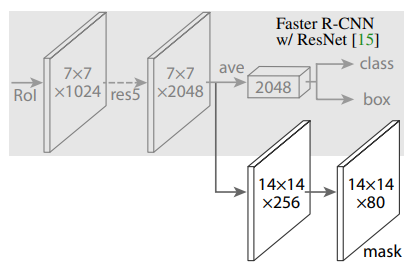 Faster R-CNN
w/ ResNet [15]
RoI
7×7
×1024
res5
7×7
×2048
ave
2048
class
box
14×14
×256
14×14
×80
mask